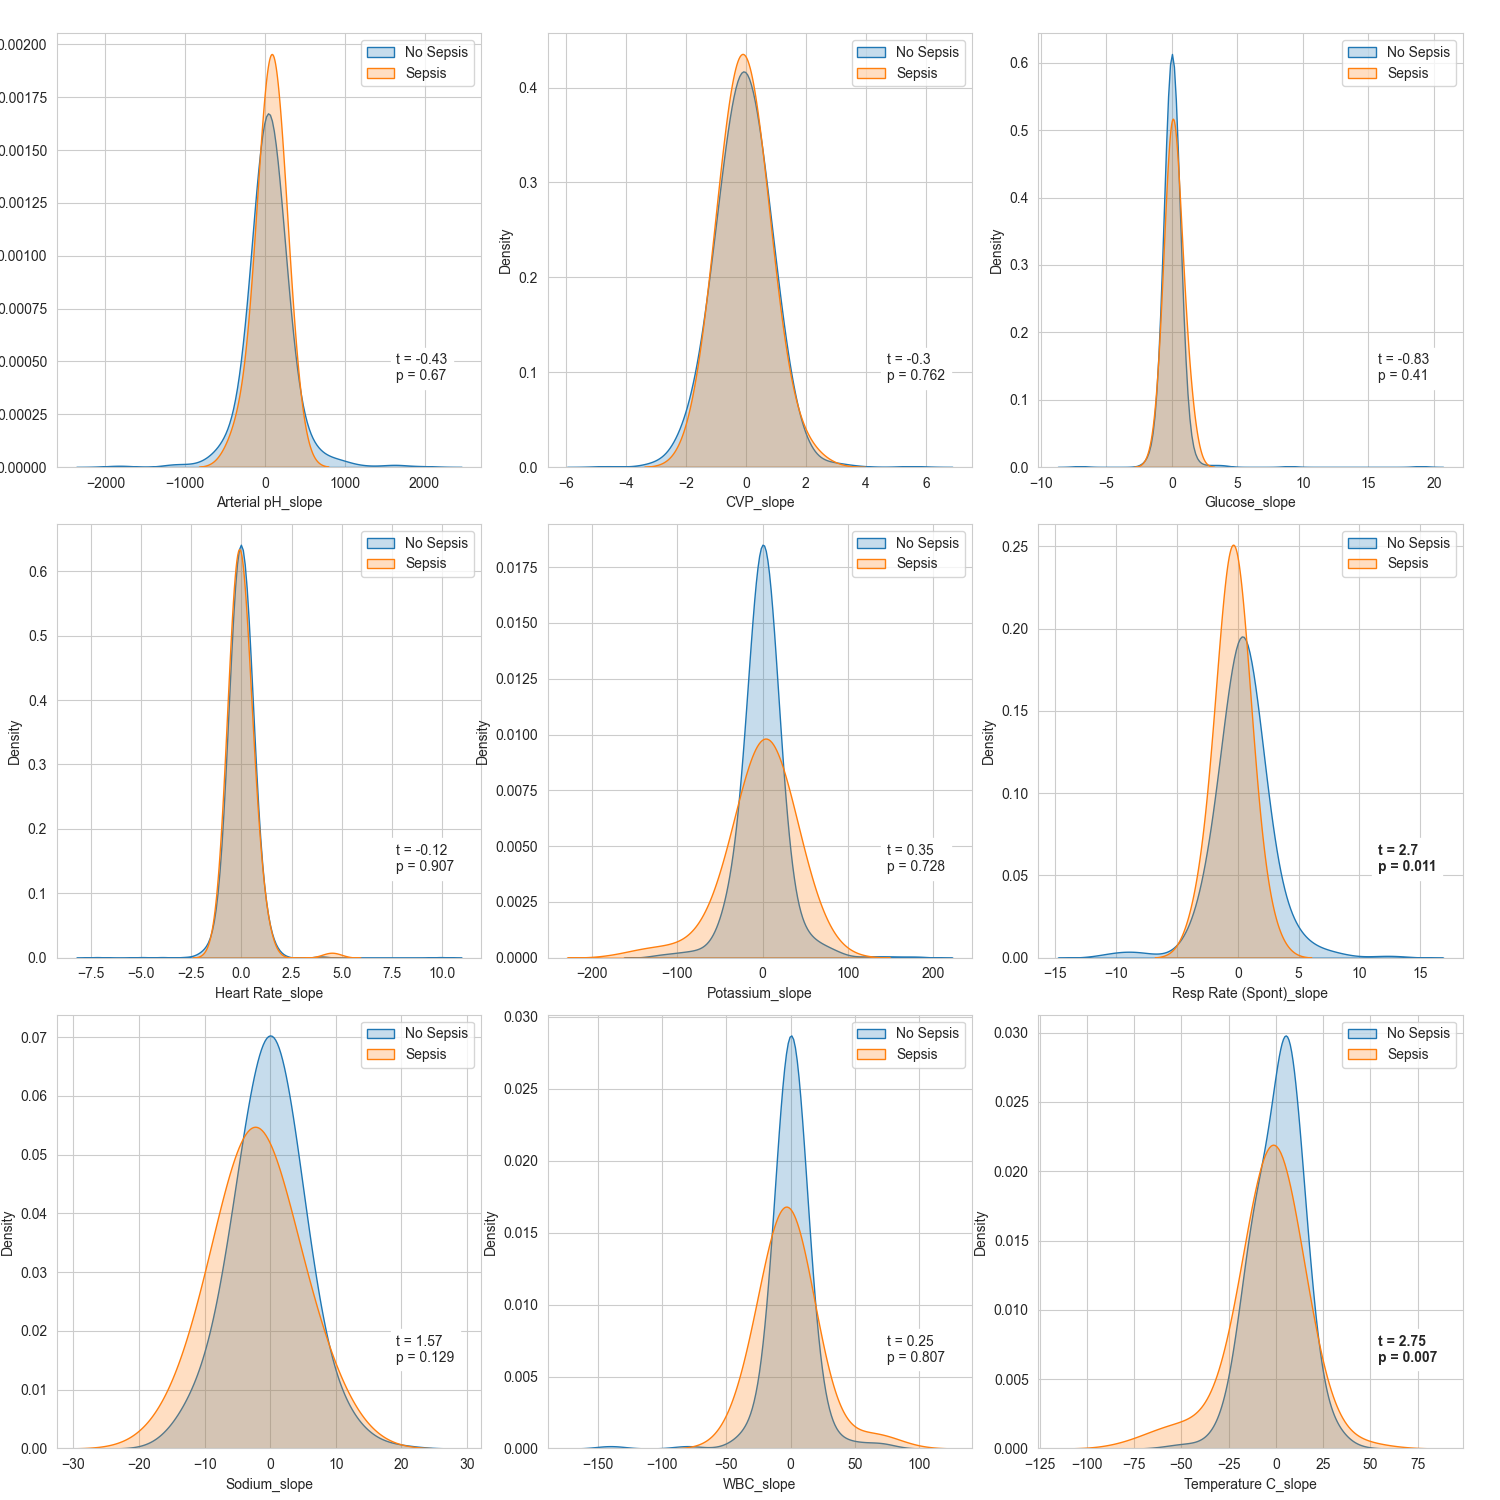 No Sepsis
Sepsis
0.00200
0.00175
0.00150
0.00125
0.00100
0.00075
0.00050
0.00025
0.00000
t = -0.43
p = 0.67
−2000 −1000 0 1000 2000
Arterial pH_slope
No Sepsis
Sepsis
Density
0.4
0.3
0.2
0.1
0.0
t = -0.3
p = 0.762
−6 −4 −2 0 2 4 6
CVP_slope
No Sepsis
Sepsis
Density
0.6
0.5
0.4
0.3
0.2
0.1
0.0
t = -0.83
p = 0.41
−10 −5 0 5 10 15 20
Glucose_slope
No Sepsis
Sepsis
Density
0.6
0.5
0.4
0.3
0.2
0.1
0.0
t = -0.12
p = 0.907
−7.5 −5.0 −2.5 0.0 2.5 5.0 7.5 10.0
Heart Rate_slope
No Sepsis
Sepsis
Density
0.0175
0.0150
0.0125
0.0100
0.0075
0.0050
0.0025
0.0000
t = 0.35
p = 0.728
−200 −100 0 100 200
Potassium_slope
No Sepsis
Sepsis
Density
0.25
0.20
0.15
0.10
0.05
0.00
t = 2.7
p = 0.011
−15 −10 −5 0 5 10 15
Resp Rate (Spont)_slope
No Sepsis
Sepsis
Density
0.07
0.06
0.05
0.04
0.03
0.02
0.01
0.00
t = 1.57
p = 0.129
−30 −20 −10 0 10 20 30
Sodium_slope
No Sepsis
Sepsis
Density
0.030
0.025
0.020
0.015
0.010
0.005
0.000
t = 0.25
p = 0.807
−150 −100 −50 0 50 100
WBC_slope
No Sepsis
Sepsis
Density
0.030
0.025
0.020
0.015
0.010
0.005
0.000
t = 2.75
p = 0.007
−125 −100 −75 −50 −25 0 25 50 75
Temperature C_slope